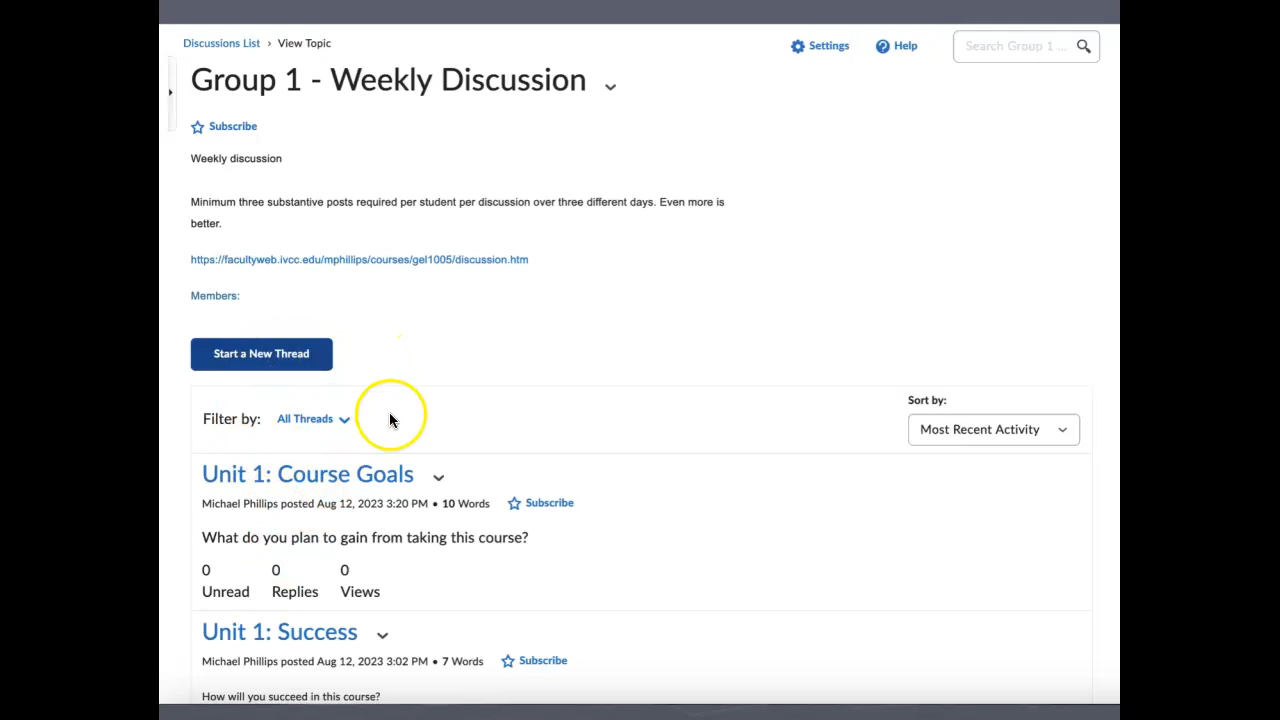 Discussions List › View Topic
Settings
Help
Search Group 1 ...
Group 1 - Weekly Discussion
Subscribe
Weekly discussion
Minimum three substantive posts required per student per discussion over three different days. Even more is
better.
https://facultyweb.ivcc.edu/mphillips/courses/gel1005/discussion.htm
Members:
Start a New Thread
Filter by: All Threads
Sort by:
Most Recent Activity
Unit 1: Course Goals
Michael Phillips posted Aug 12, 2023 3:20 PM • 10 Words Subscribe
What do you plan to gain from taking this course?
0 0 0
Unread Replies Views
Unit 1: Success
Michael Phillips posted Aug 12, 2023 3:02 PM • 7 Words Subscribe
How will you succeed in this course?